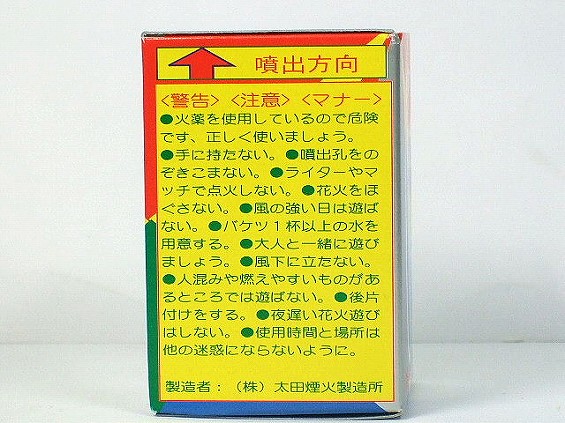 噴出方向
<警告> <注意> <マナー>
●火薬を使用しているので危険
です、正しく使いましょう。
●手に持たない。●噴出孔をの
ぞきこまない。●ライターやマ
ッチで点火しない。●花火をほ
ぐさない。●風の強い日は遊ば
ない。●バケツ1杯以上の水を
用意する。●大人と一緒に遊び
ましょう。●風下に立たない。
●人混みや燃えやすいものがあ
るところでは遊ばない。●後片
付けをする。●夜遅い花火遊び
はしない。●使用時間と場所は
他の迷惑にならないように。
製造者：（株）太田煙火製造所